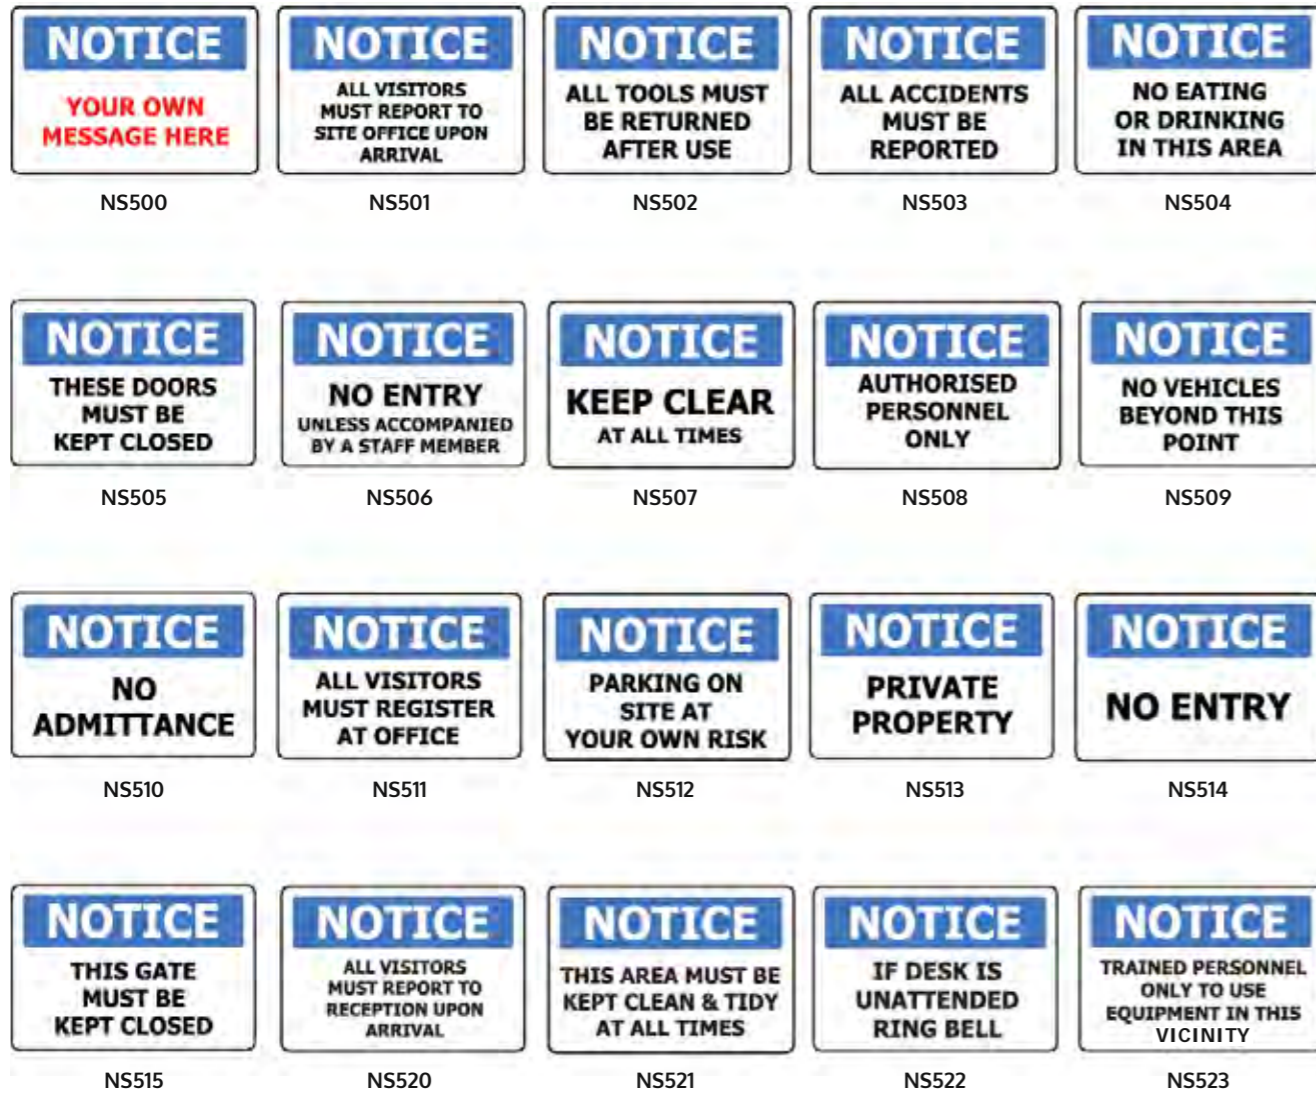 NOTICE
YOUR OWN
MESSAGE HERE
NS500
NOTICE
ALL VISITORS
MUST REPORT TO
SITE OFFICE UPON
ARRIVAL
NS501
NOTICE
ALL TOOLS MUST
BE RETURNED
AFTER USE
NS502
NOTICE
ALL ACCIDENTS
MUST BE
REPORTED
NS503
NOTICE
NO EATING
OR DRINKING
IN THIS AREA
NS504
NOTICE
THESE DOORS
MUST BE
KEPT CLOSED
NS505
NOTICE
NO ENTRY
UNLESS ACCOMPANIED
BY A STAFF MEMBER
NS506
NOTICE
KEEP CLEAR
AT ALL TIMES
NS507
NOTICE
AUTHORISED
PERSONNEL
ONLY
NS508
NOTICE
NO VEHICLES
BEYOND THIS
POINT
NS509
NOTICE
NO
ADMITTANCE
NS510
NOTICE
ALL VISITORS
MUST REGISTER
AT OFFICE
NS511
NOTICE
PARKING ON
SITE AT
YOUR OWN RISK
NS512
NOTICE
PRIVATE
PROPERTY
NS513
NOTICE
NO ENTRY
NS514
NOTICE
THIS GATE
MUST BE
KEPT CLOSED
NS515
NOTICE
ALL VISITORS
MUST REPORT TO
RECEPTION UPON
ARRIVAL
NS520
NOTICE
THIS AREA MUST BE
KEPT CLEAN & TIDY
AT ALL TIMES
NS521
NOTICE
IF DESK IS
UNATTENDED
RING BELL
NS522
NOTICE
TRAINED PERSONNEL
ONLY TO USE
EQUIPMENT IN THIS
VICINITY
NS523